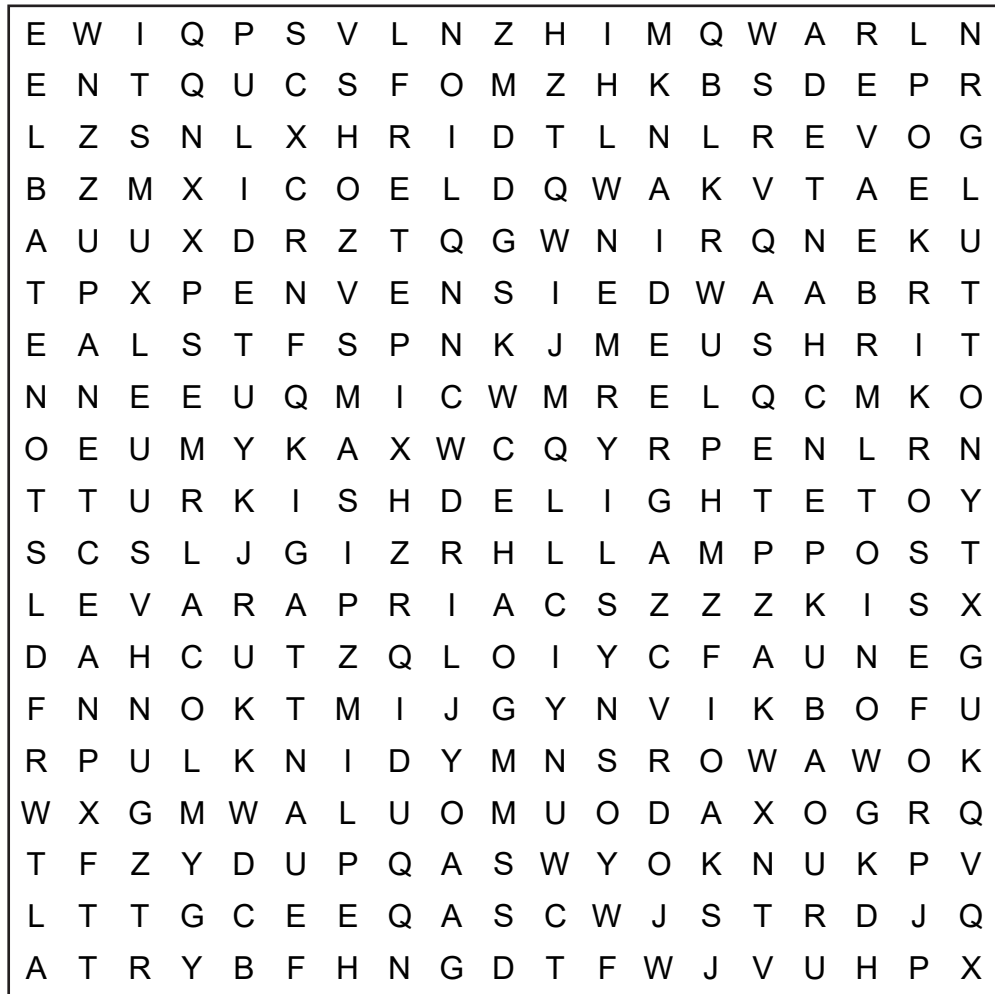 E W I Q P S V L N Z H I M Q W A R L N
E N T Q U C S F O M Z H K B S D E P R
L Z S N L X H R I D T L N L R E V O G
B Z M X I C O E L D Q W A K V T A E L
A U U X D R Z T Q G W N I R Q N E K U
T P X P E N V E N S I E D W A A B R T
E A L S T F S P N K J M E U S H R I T
N N E E U Q M I C W M R E L Q C M K O
O E U M Y K A X W C Q Y R P E N L R N
T T U R K I S H D E L I G H T E T O Y
S C S L J G I Z R H L L A M P P O S T
L E V A R A P R I A C S Z Z Z K I S X
D A H C U T Z Q L O I Y C F A U N E G
F N N O K T M I J G Y N V I K B O F U
R P U L K N I D Y M N S R O W A W O K
W X G M W A L U O M U O D A X O G R Q
T F Z Y D U P Q A S W Y O K N U K P V
L T T G C E E Q A S C W J S T R D J Q
A T R Y B F H N G D T F W J V U H P X